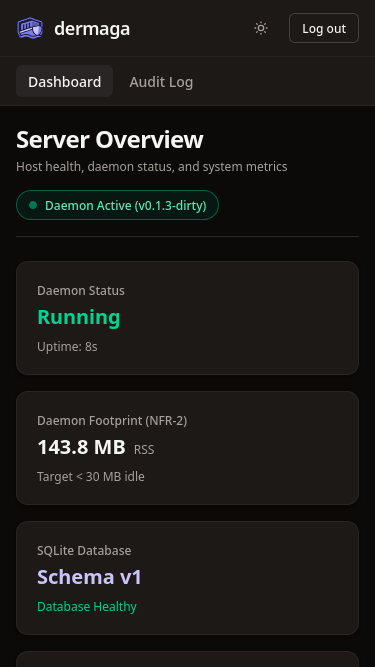 dermaga
Log out
Dashboard
Audit Log
Server Overview
Host health, daemon status, and system metrics
Daemon Active (v0.1.3-dirty)
Daemon Status
Running
Uptime: 8s
Daemon Footprint (NFR-2)
143.8 MB RSS
Target < 30 MB idle
SQLite Database
Schema v1
Database Healthy